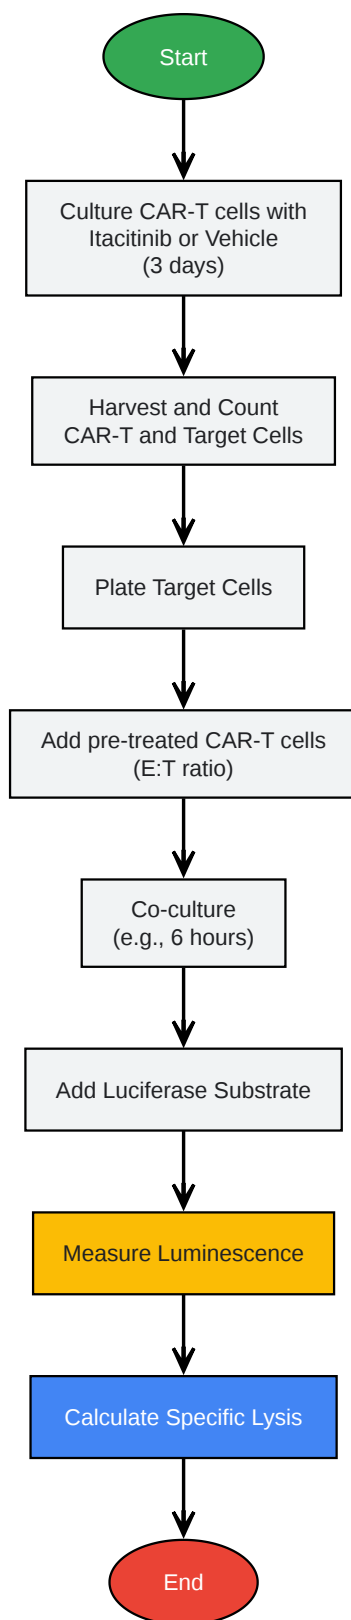 Start
Culture CAR-T cells with
Itacitinib or Vehicle
(3 days)
Harvest and Count
CAR-T and Target Cells
Plate Target Cells
Add pre-treated CAR-T cells
(E:T ratio)
Co-culture
(e.g., 6 hours)
Add Luciferase Substrate
Measure Luminescence
Calculate Specific Lysis
End